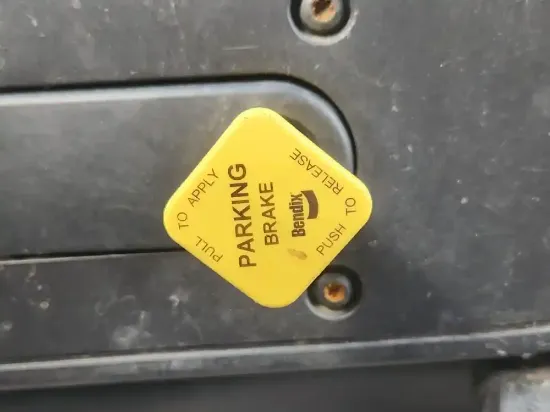 PULL TO APPLY
PARKING
BRAKE
Bendix
PUSH TO
RELEASE